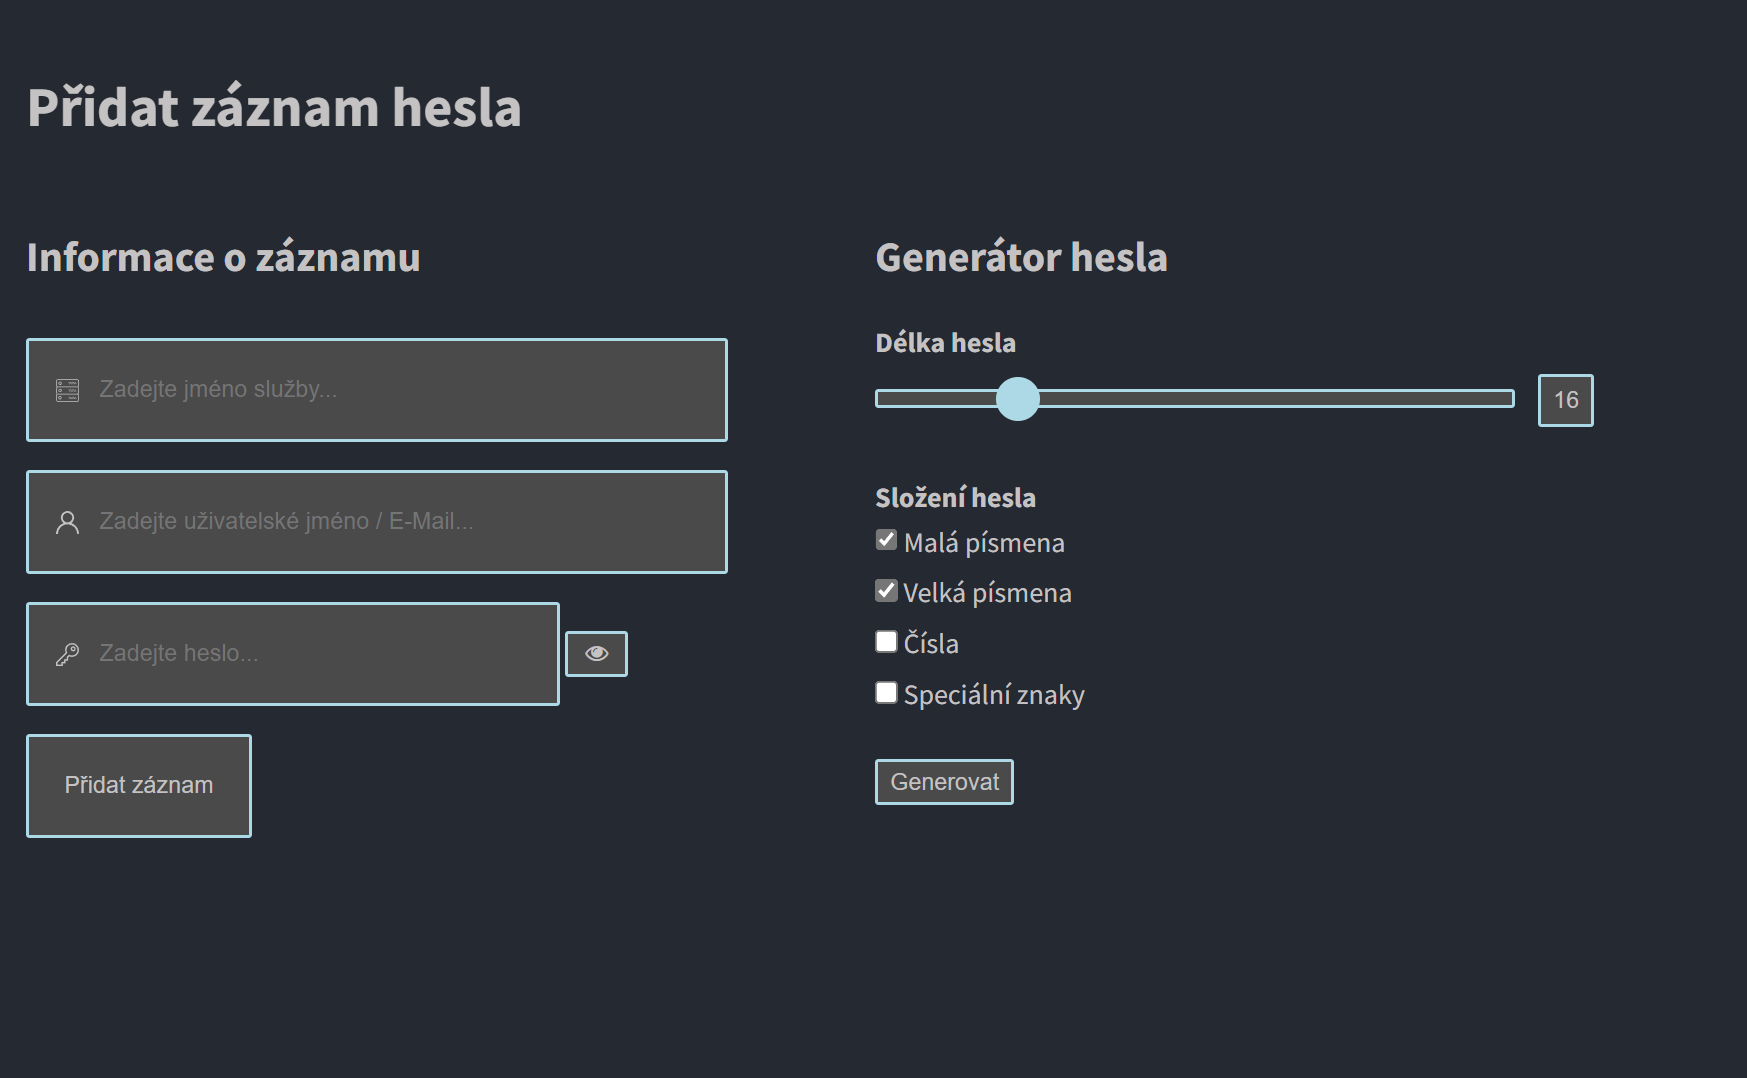 Přidat záznam hesla
Informace o záznamu
Zadejte jméno služby...
Zadejte uživatelské jméno / E-Mail...
Zadejte heslo...
Přidat záznam
Generátor hesla
Délka hesla
16
Složení hesla
Malá písmena
Velká písmena
Čísla
Speciální znaky
Generovat